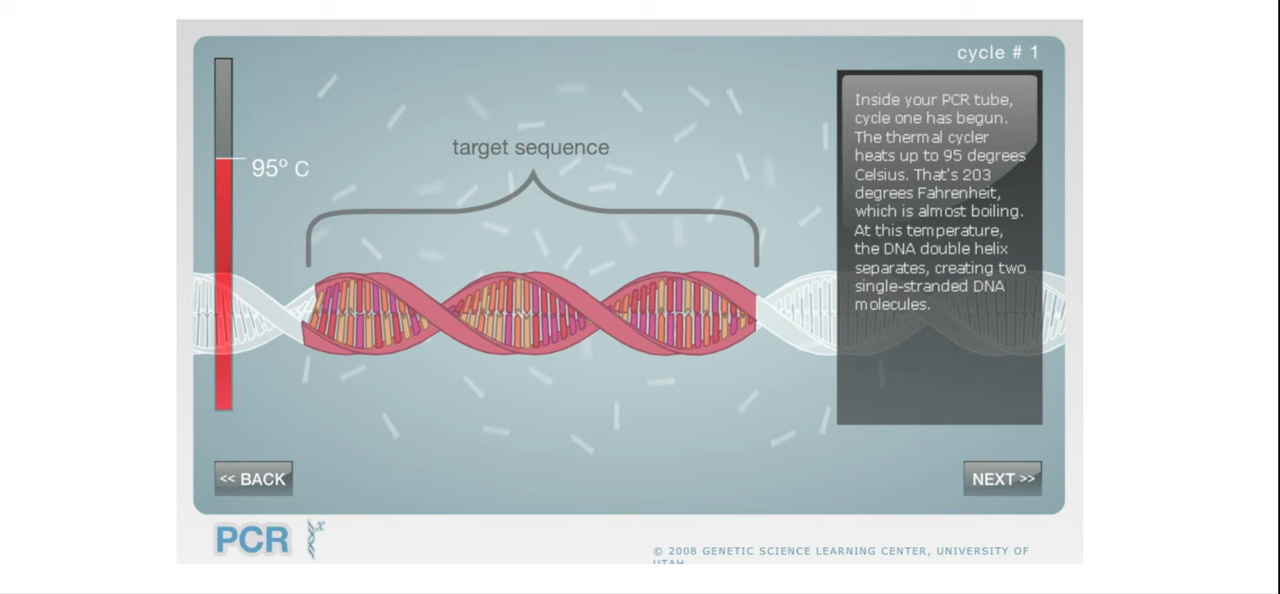 cycle # 1
Inside your PCR tube,
cycle one has begun.
The thermal cycler
heats up to 95 degrees
Celsius. That's 203
degrees Fahrenheit,
which is almost boiling.
At this temperature,
the DNA double helix
separates, creating two
single-stranded DNA
molecules.
target sequence
95° C
<< BACK
NEXT >>
PCR
© 2008 GENETIC SCIENCE LEARNING CENTER, UNIVERSITY OF
UTAH